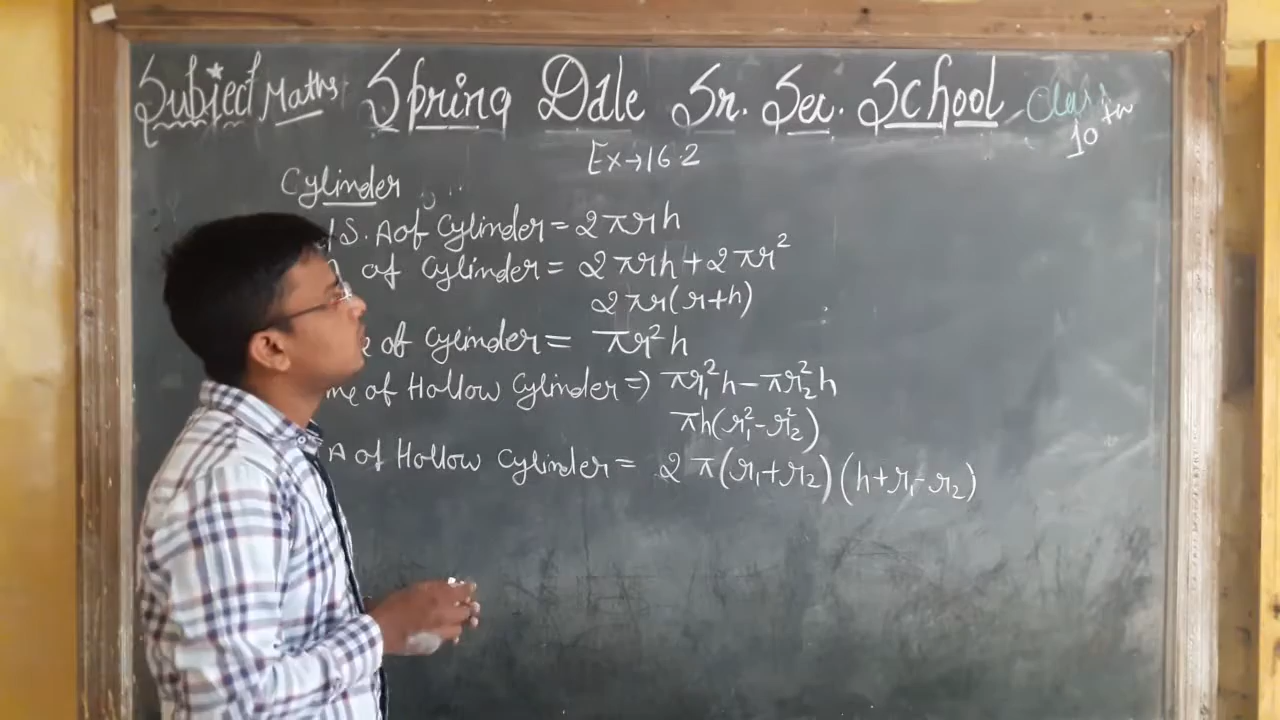 Subject Maths Spring Dale Sr. Sec. School Class 10th
Ex→16.2
Cylinder
S.A of Cylinder = 2πrh
of Cylinder = 2πrh+2πr²
2πr(r+h)
of Cylinder = πr²h
of Hollow Cylinder ⇒ πr₁²h-πr₂²h
πh(r₁²-r₂²)
A of Hollow Cylinder = 2π(r₁+r₂)(h+r₁-r₂)